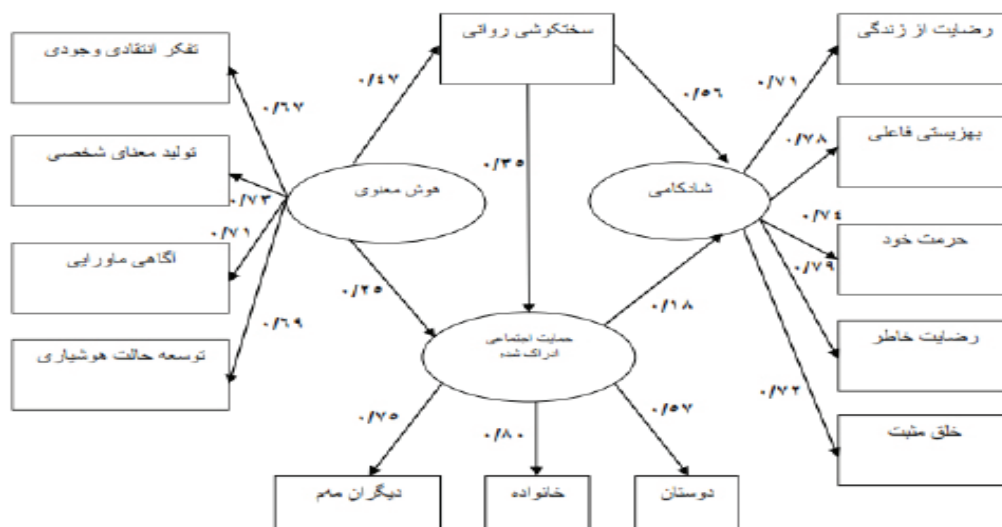 سختکوشی روانی
رضایت از زندگی
تفکر انتقادی وجودی
۰/۴۷
۰/۵۶
۰/۷۱
۰/۶۷
بهزیستی فاعلی
تولید معنای شخصی
۰/۳۵
۰/۷۸
هوش معنوی
شادکامی
۰/۷۳
۰/۷۴
آگاهی ماورایی
۰/۷۱
حرمت خود
۰/۷۹
۰/۲۵
۰/۱۸
توسعه حالت هوشیاری
۰/۶۹
حمایت اجتماعی
ادراک شده
رضایت خاطر
۰/۷۲
۰/۷۵
۰/۸۰
۰/۵۷
خلق مثبت
دیگران مهم
خانواده
دوستان